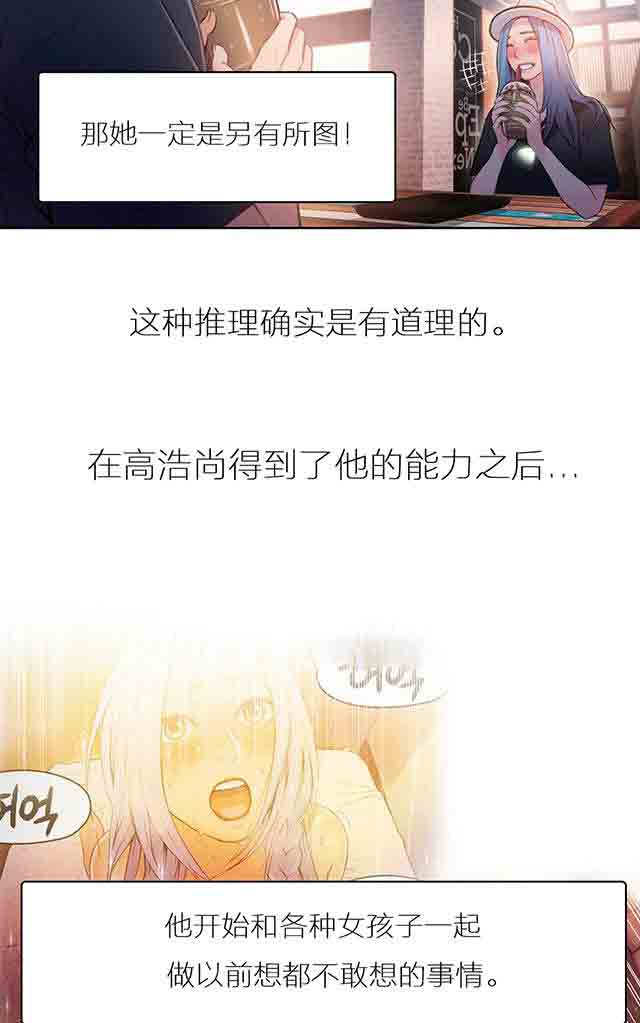 Co
Ep
Nex
那她一定是另有所图!
这种推理确实是有道理的。
在高浩尚得到了他的能力之后...
허억
허억
他开始和各种女孩子一起
做以前想都不敢想的事情。